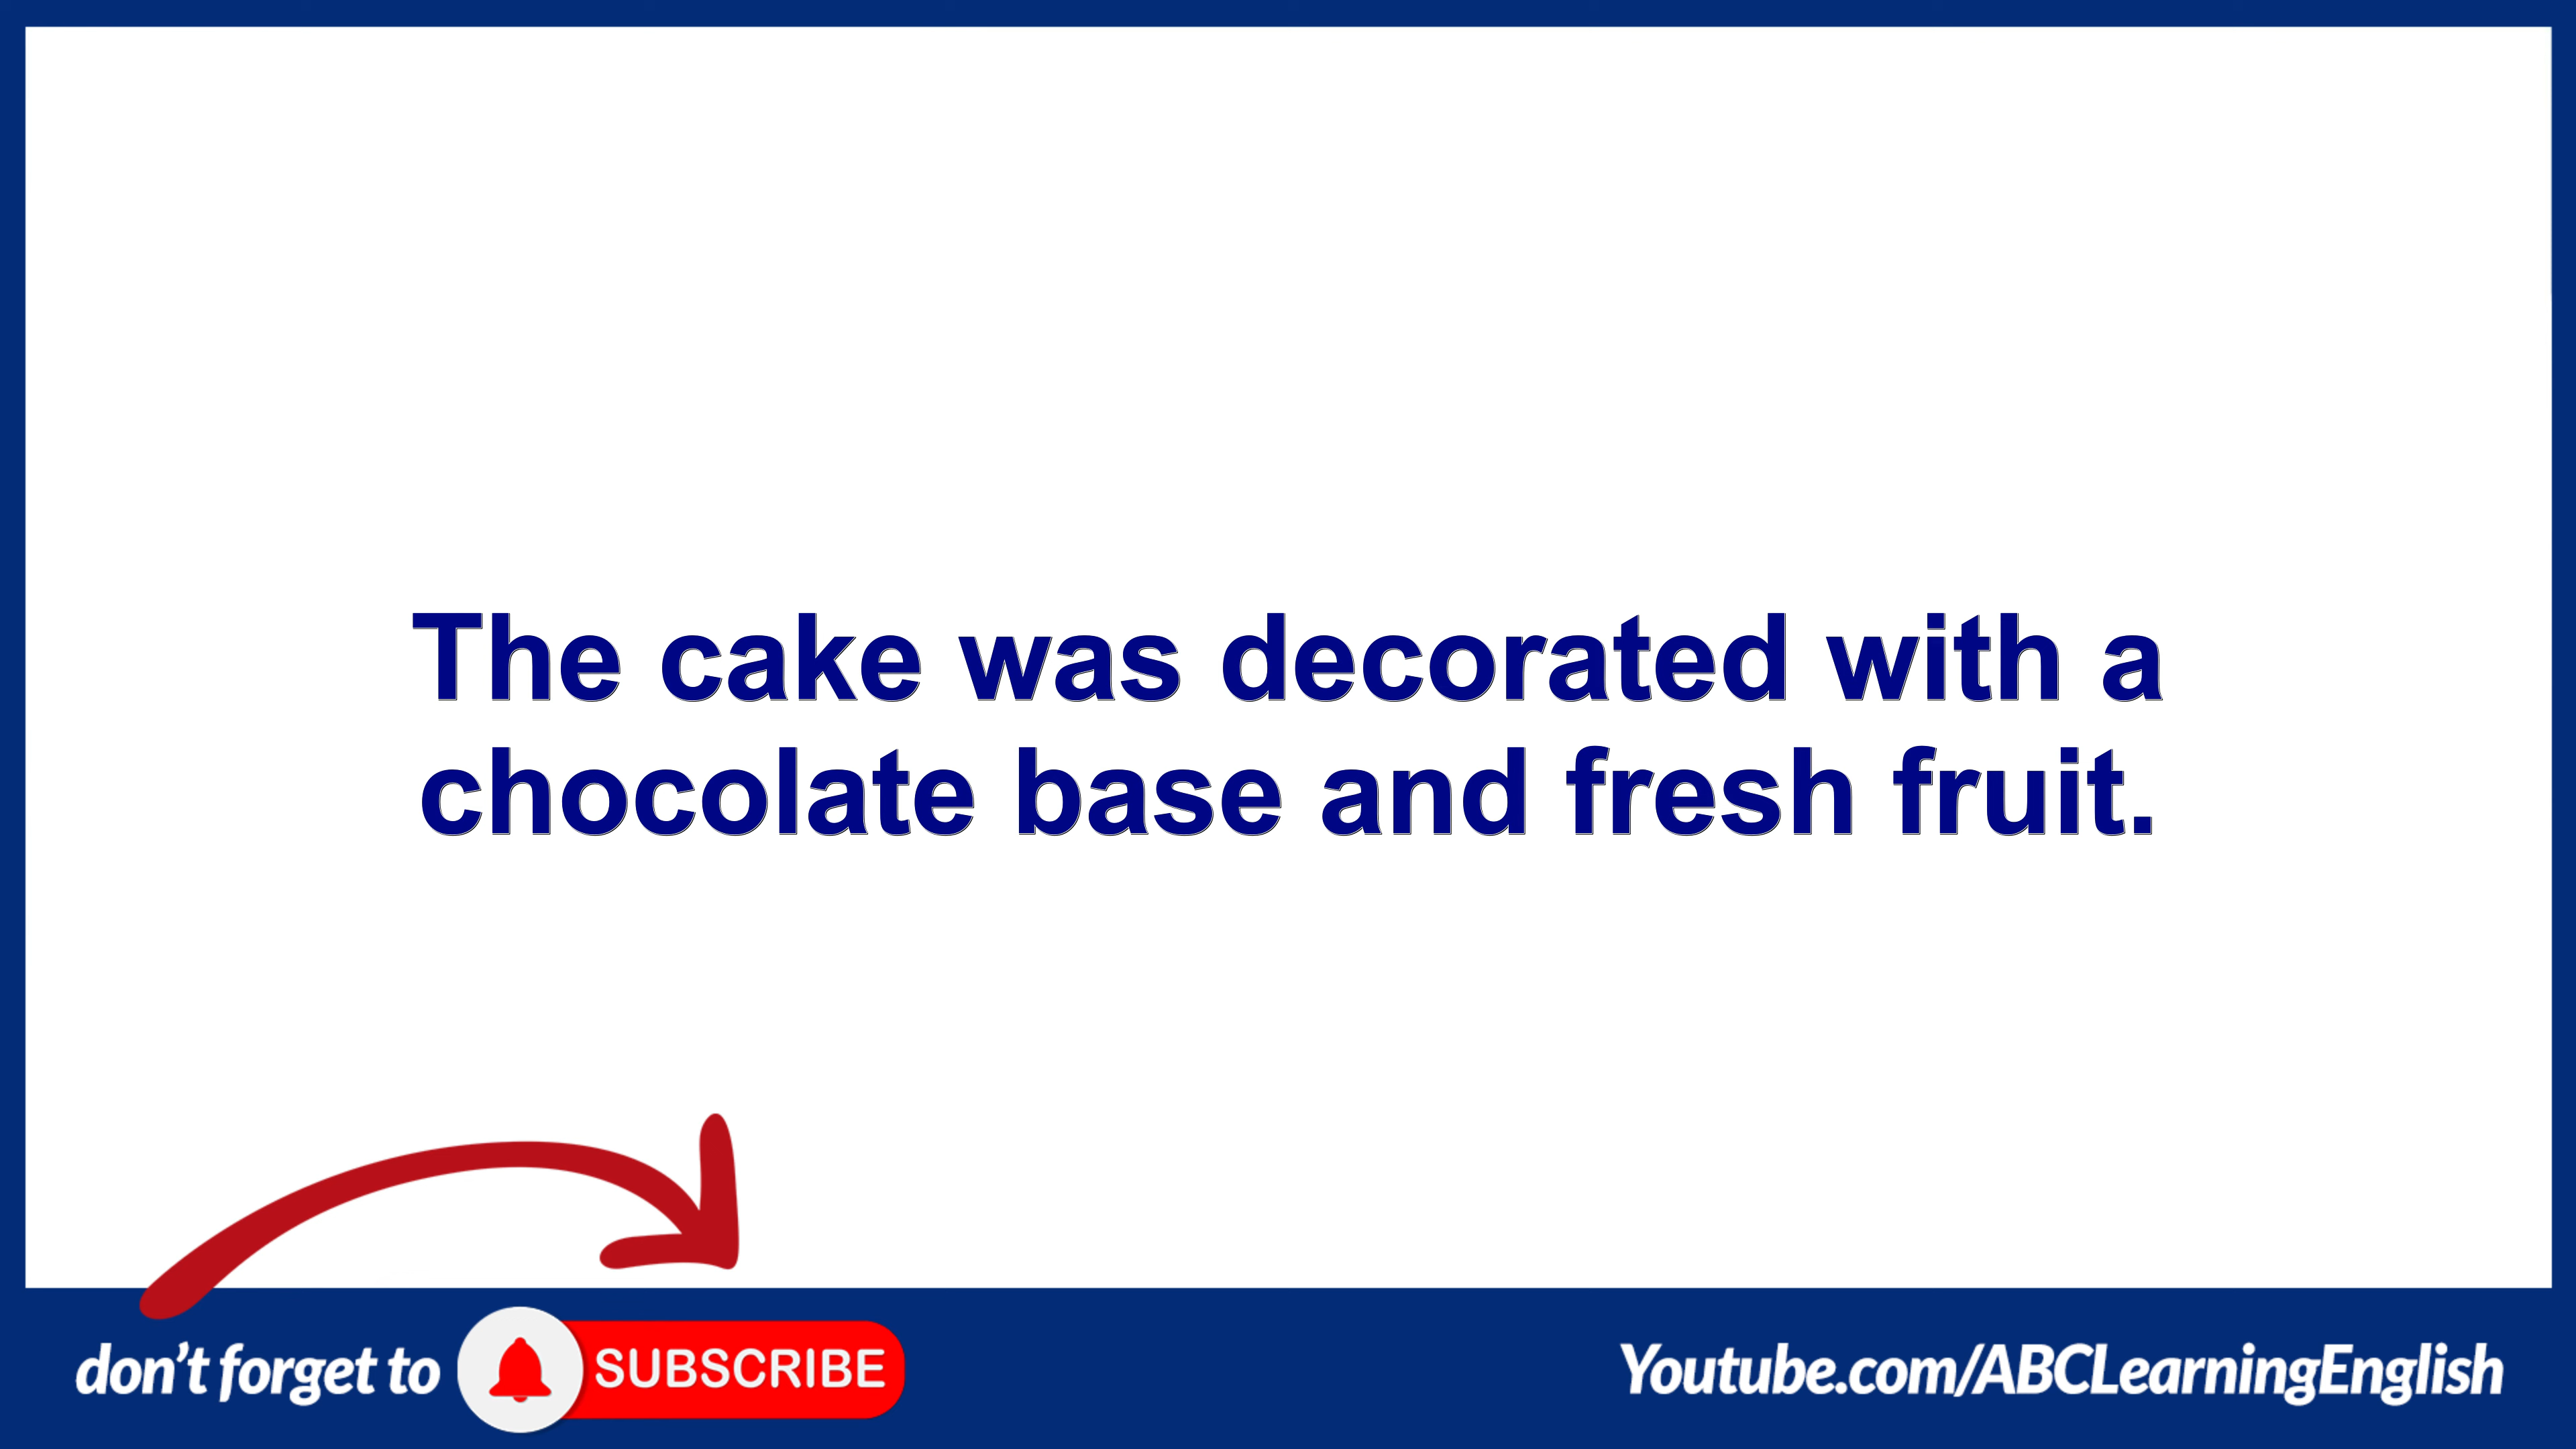 The cake was decorated with a
chocolate base and fresh fruit.
don't forget to SUBSCRIBE
Youtube.com/ABCLearningEnglish